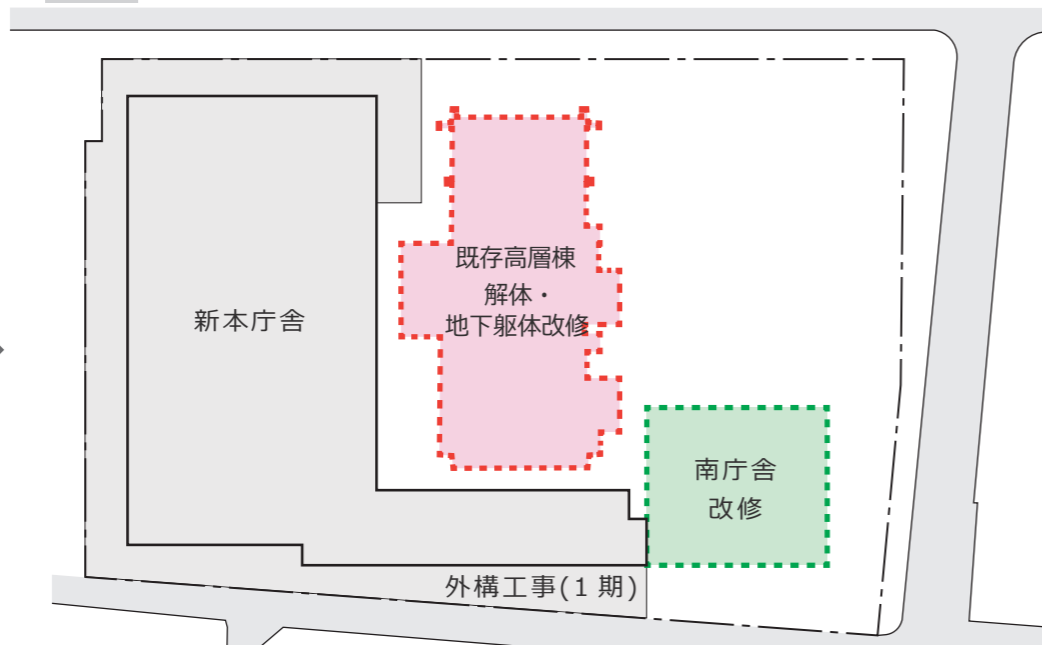 既存高層棟
解体・
地下躯体改修
新本庁舎
南庁舎
改修
外構工事(1期)